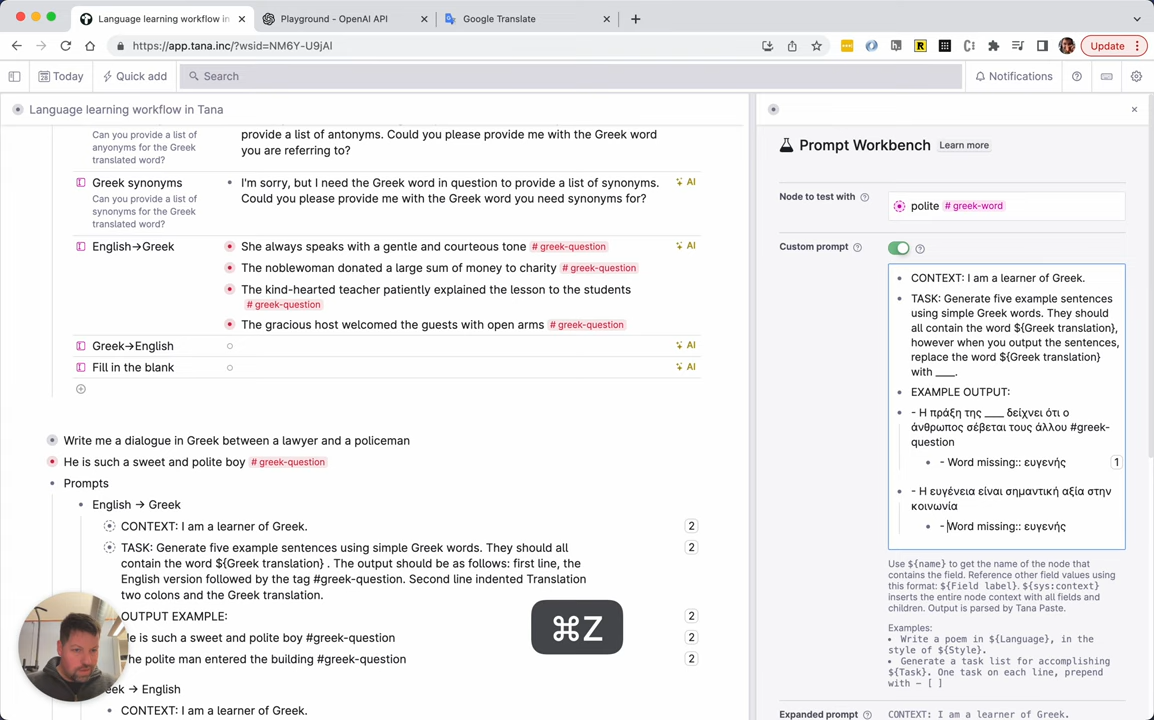 Language learning workflow in
Playground - OpenAI API
Google Translate
https://app.tana.inc/?wsid=NM6Y-U9jAI
Update
Today
Quick add
Search
Notifications
Language learning workflow in Tana
Can you provide a list of
anyonyms for the Greek
translated word?
provide a list of antonyms. Could you please provide me with the Greek word
you are referring to?
Greek synonyms
Can you provide a list of
synonyms for the Greek
translated word?
I'm sorry, but I need the Greek word in question to provide a list of synonyms.
Could you please provide me with the Greek word you need synonyms for?
AI
English→Greek
She always speaks with a gentle and courteous tone # greek-question
AI
The noblewoman donated a large sum of money to charity # greek-question
The kind-hearted teacher patiently explained the lesson to the students
# greek-question
The gracious host welcomed the guests with open arms # greek-question
Greek→English
AI
Fill in the blank
AI
Write me a dialogue in Greek between a lawyer and a policeman
He is such a sweet and polite boy # greek-question
Prompts
English → Greek
CONTEXT: I am a learner of Greek.
2
TASK: Generate five example sentences using simple Greek words. They should all
2
contain the word ${Greek translation} . The output should be as follows: first line, the
English version followed by the tag #greek-question. Second line indented Translation
two colons and the Greek translation.
OUTPUT EXAMPLE:
2
He is such a sweet and polite boy #greek-question
2
The polite man entered the building #greek-question
2
→ English
CONTEXT: I am a learner of Greek.
⌘Z
Prompt Workbench
Learn more
Node to test with
polite # greek-word
Custom prompt
CONTEXT: I am a learner of Greek.
TASK: Generate five example sentences
using simple Greek words. They should
all contain the word ${Greek translation},
however when you output the sentences,
replace the word ${Greek translation}
with ____.
EXAMPLE OUTPUT:
- Η πράξη της ____ δείχνει ότι ο
άνθρωπος σέβεται τους άλλου #greek-
question
- Word missing:: ευγενής
1
- Η ευγένεια είναι σημαντική αξία στην
κοινωνία
- Word missing:: ευγενής
Use ${name} to get the name of the node that
contains the field. Reference other field values using
this format: ${Field label}. ${sys:context}
inserts the entire node context with all fields and
children. Output is parsed by Tana Paste.
Examples:
• Write a poem in ${Language}, in the
style of ${Style}.
• Generate a task list for accomplishing
${Task}. One task on each line, prepend
with – [ ]
Expanded prompt
CONTEXT: I am a learner of Greek.